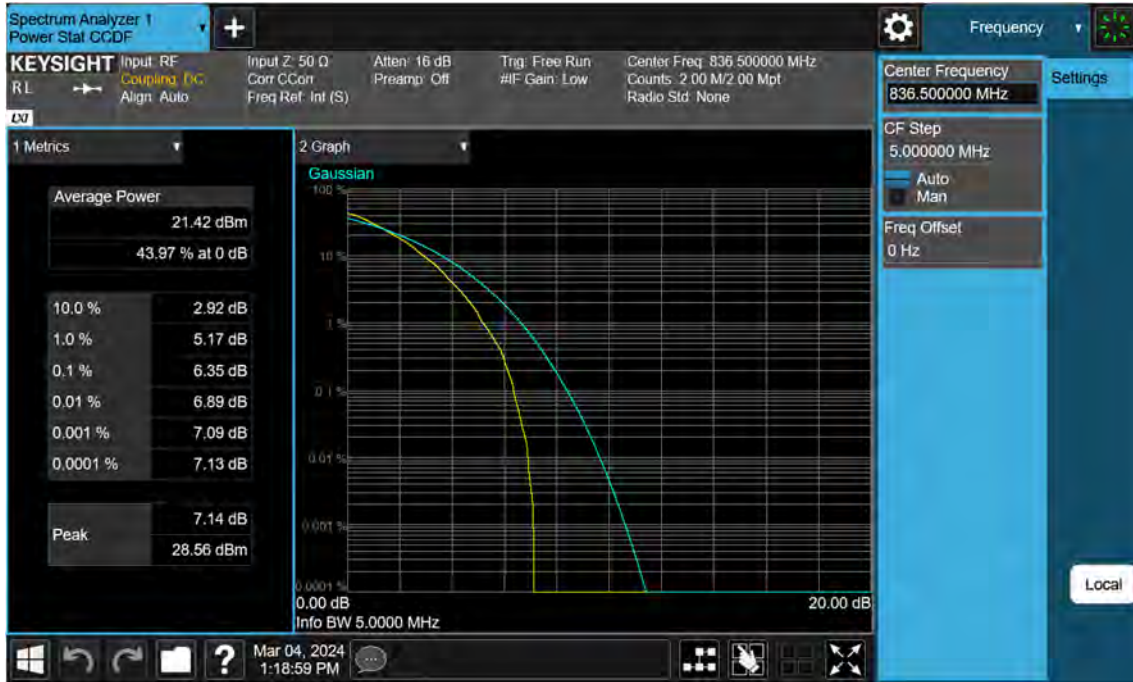 Spectrum Analyzer 1
Power Stat CCDF
Frequency
KEYSIGHT
RL
LXI
Input: RF
Coupling: DC
Align: Auto
Input Z: 50 Ω
Corr CCorr
Freq Ref: Int (S)
Atten: 16 dB
Preamp: Off
Trig: Free Run
#IF Gain: Low
Center Freq: 836.500000 MHz
Counts: 2.00 M/2.00 Mpt
Radio Std: None
1 Metrics
Average Power
21.42 dBm
43.97 % at 0 dB
10.0 % 2.92 dB
1.0 % 5.17 dB
0.1 % 6.35 dB
0.01 % 6.89 dB
0.001 % 7.09 dB
0.0001 % 7.13 dB
Peak
7.14 dB
28.56 dBm
2 Graph
Gaussian
100 %
10 %
1 %
0.1 %
0.01 %
0.001 %
0.0001 %
0.00 dB 20.00 dB
Info BW 5.0000 MHz
Center Frequency
836.500000 MHz
CF Step
5.000000 MHz
Auto
Man
Freq Offset
0 Hz
Settings
Local
?
Mar 04, 2024
1:18:59 PM